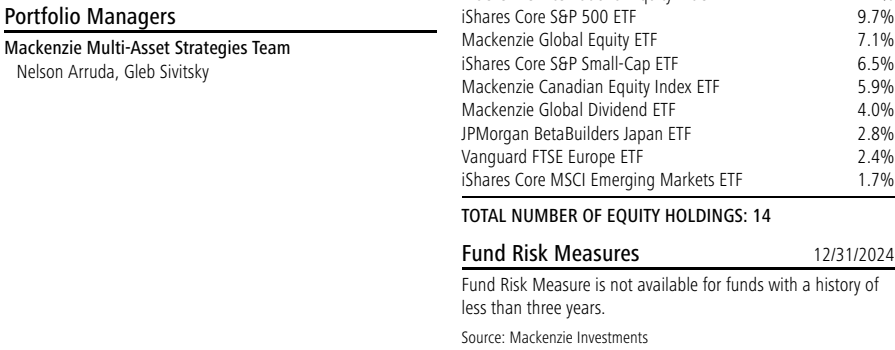 Portfolio Managers
Mackenzie Multi-Asset Strategies Team
Nelson Arruda, Gleb Sivitsky
iShares Core S&P 500 ETF 9.7%
Mackenzie Global Equity ETF 7.1%
iShares Core S&P Small-Cap ETF 6.5%
Mackenzie Canadian Equity Index ETF 5.9%
Mackenzie Global Dividend ETF 4.0%
JPMorgan BetaBuilders Japan ETF 2.8%
Vanguard FTSE Europe ETF 2.4%
iShares Core MSCI Emerging Markets ETF 1.7%
TOTAL NUMBER OF EQUITY HOLDINGS: 14
Fund Risk Measures 12/31/2024
Fund Risk Measure is not available for funds with a history of
less than three years.
Source: Mackenzie Investments